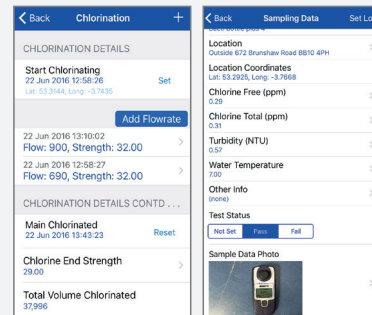 Back Chlorination +
CHLORINATION DETAILS
Start Chlorinating
22 Jun 2016 12:58:26 Set
Lat: 53.3144, Long: -3.7435
Add Flowrate
22 Jun 2016 13:10:02
Flow: 900, Strength: 32.00
22 Jun 2016 12:58:27
Flow: 690, Strength: 32.00
CHLORINATION DETAILS CONTD . . .
Main Chlorinated
22 Jun 2016 13:43:23 Reset
Chlorine End Strength
29.00
Total Volume Chlorinated
37,996
Back Sampling Data Set Lo
Location
Outside 672 Brunshaw Road BB10 4PH
Location Coordinates
Lat: 53.2925, Long: -3.7668
Chlorine Free (ppm)
0.29
Chlorine Total (ppm)
0.31
Turbidity (NTU)
0.57
Water Temperature
7.00
Other Info
(none)
Test Status
Not Set Pass Fail
Sample Data Photo